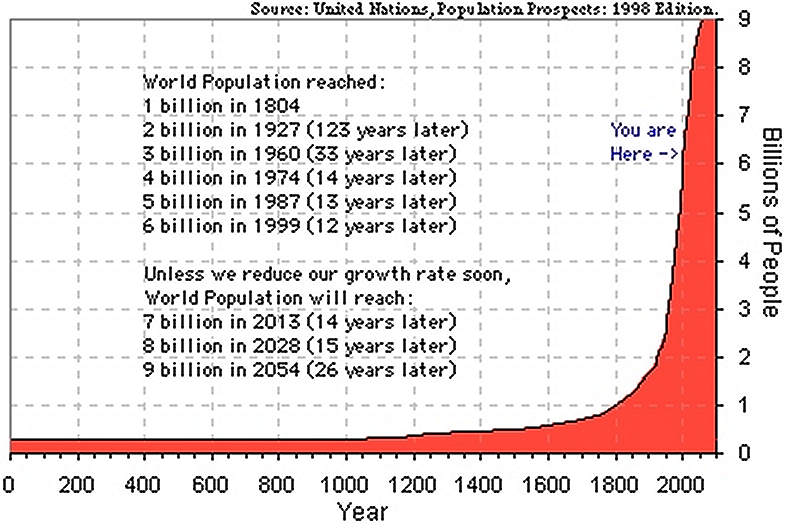 Source: United Nations, Population Prospects: 1998 Edition.
World Population reached:
1 billion in 1804
2 billion in 1927 (123 years later)
3 billion in 1960 (33 years later)
4 billion in 1974 (14 years later)
5 billion in 1987 (13 years later)
6 billion in 1999 (12 years later)
Unless we reduce our growth rate soon,
World Population will reach:
7 billion in 2013 (14 years later)
8 billion in 2028 (15 years later)
9 billion in 2054 (26 years later)
You are
Here ->
9
8
7
6
5
4
3
2
1
0
Billions of People
0 200 400 600 800 1000 1200 1400 1600 1800 2000
Year